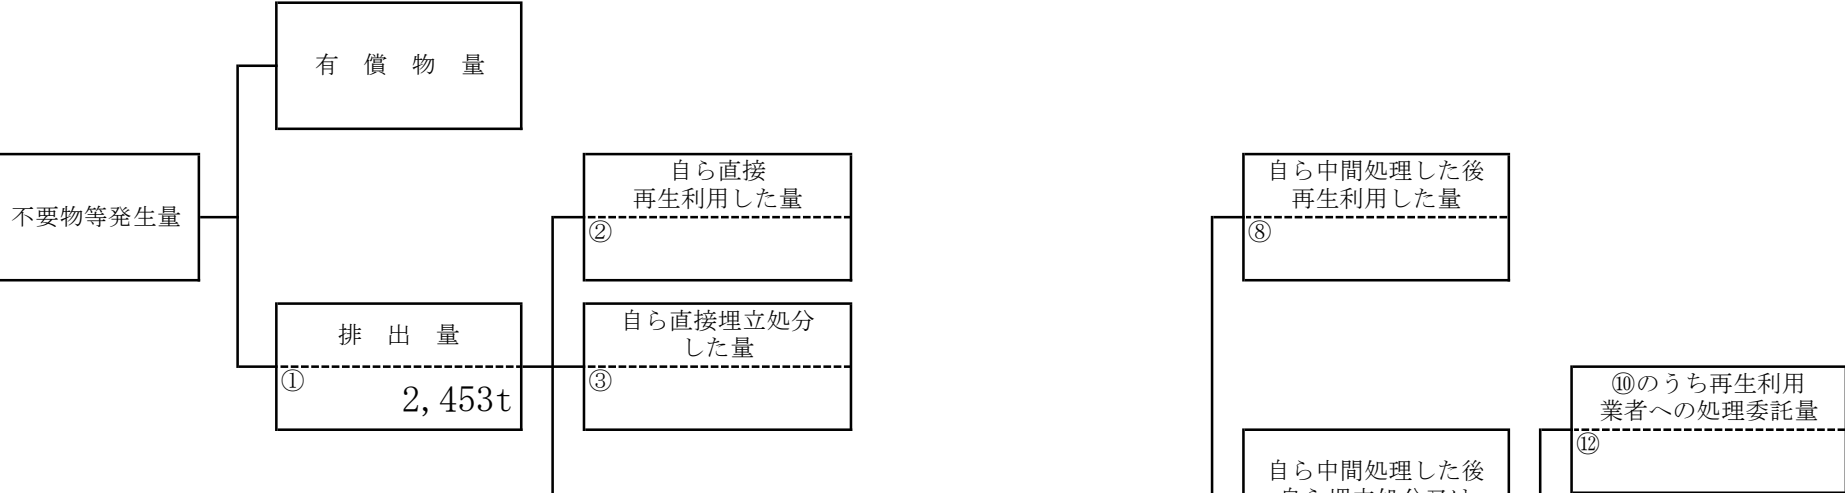 有　償　物　量
不要物等発生量
自ら直接
再生利用した量
②
自ら中間処理した後
再生利用した量
⑧
排　出　量
①
2,453t
自ら直接埋立処分
した量
③
⑩のうち再生利用
業者への処理委託量
⑫
自ら中間処理した後